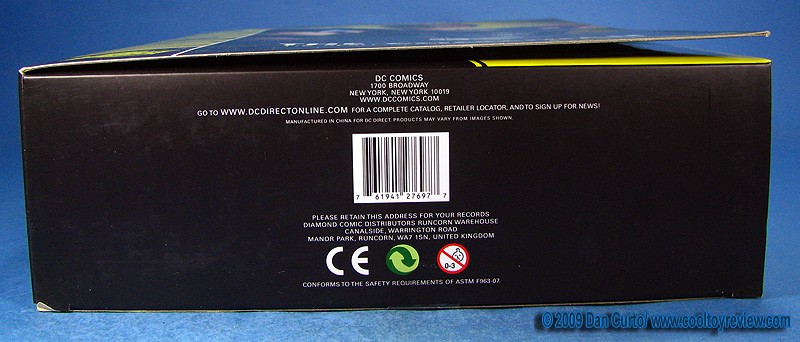 DC COMICS
1700 BROADWAY
NEW YORK, NEW YORK 10019
WWW.DCCOMICS.COM
GO TO WWW.DCDIRECTONLINE.COM FOR A COMPLETE CATALOG, RETAILER LOCATOR, AND TO SIGN UP FOR NEWS!
MANUFACTURED IN CHINA FOR DC DIRECT. PRODUCTS MAY VARY FROM IMAGES SHOWN.
7 61941 27697 7
PLEASE RETAIN THIS ADDRESS FOR YOUR RECORDS
DIAMOND COMIC DISTRIBUTORS RUNCORN WAREHOUSE
CANALSIDE, WARRINGTON ROAD
MANOR PARK, RUNCORN, WA7 1SN, UNITED KINGDOM
CE
0-3
CONFORMS TO THE SAFETY REQUIREMENTS OF ASTM F963-07.
© 2009 Dan Curto/ www.cooltoyreview.com